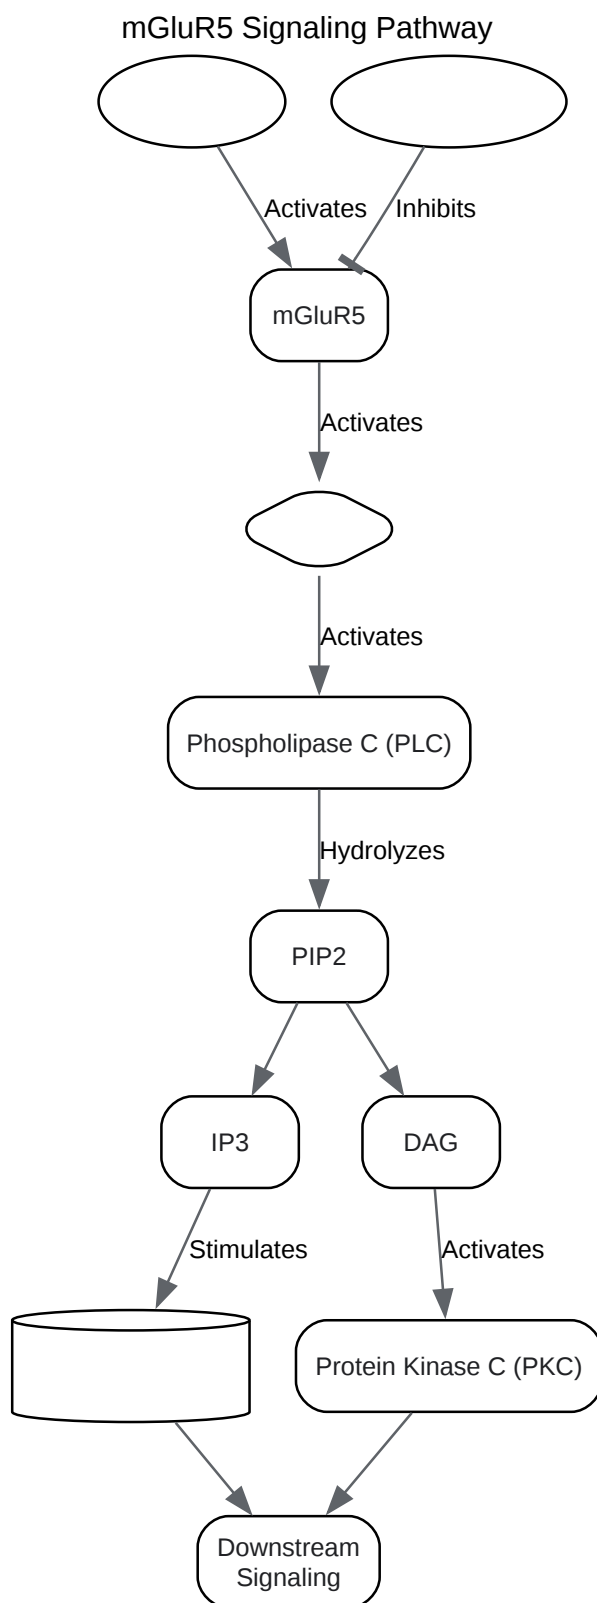 mGluR5 Signaling Pathway
Activates
Inhibits
mGluR5
Activates
Activates
Phospholipase C (PLC)
Hydrolyzes
PIP2
IP3
DAG
Stimulates
Activates
Protein Kinase C (PKC)
Downstream
Signaling